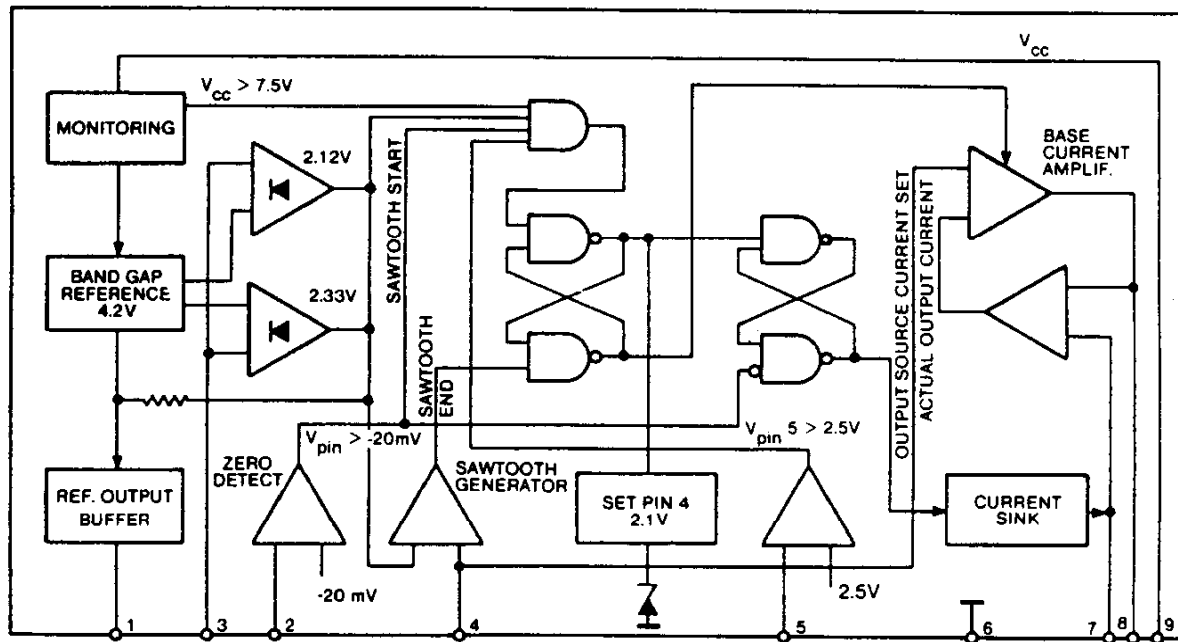 V_CC
V_CC > 7.5V
MONITORING
2.12V
BASE
CURRENT
AMPLIF.
SAWTOOTH START
BAND GAP
REFERENCE
4.2V
2.33V
OUTPUT SOURCE CURRENT SET
ACTUAL OUTPUT CURRENT
SAWTOOTH
END
V_pin > -20mV
V_pin 5 > 2.5V
ZERO
DETECT
SAWTOOTH
GENERATOR
REF. OUTPUT
BUFFER
SET PIN 4
2.1V
CURRENT
SINK
-20 mV
2.5V
1
3
2
4
5
6
7
8
9